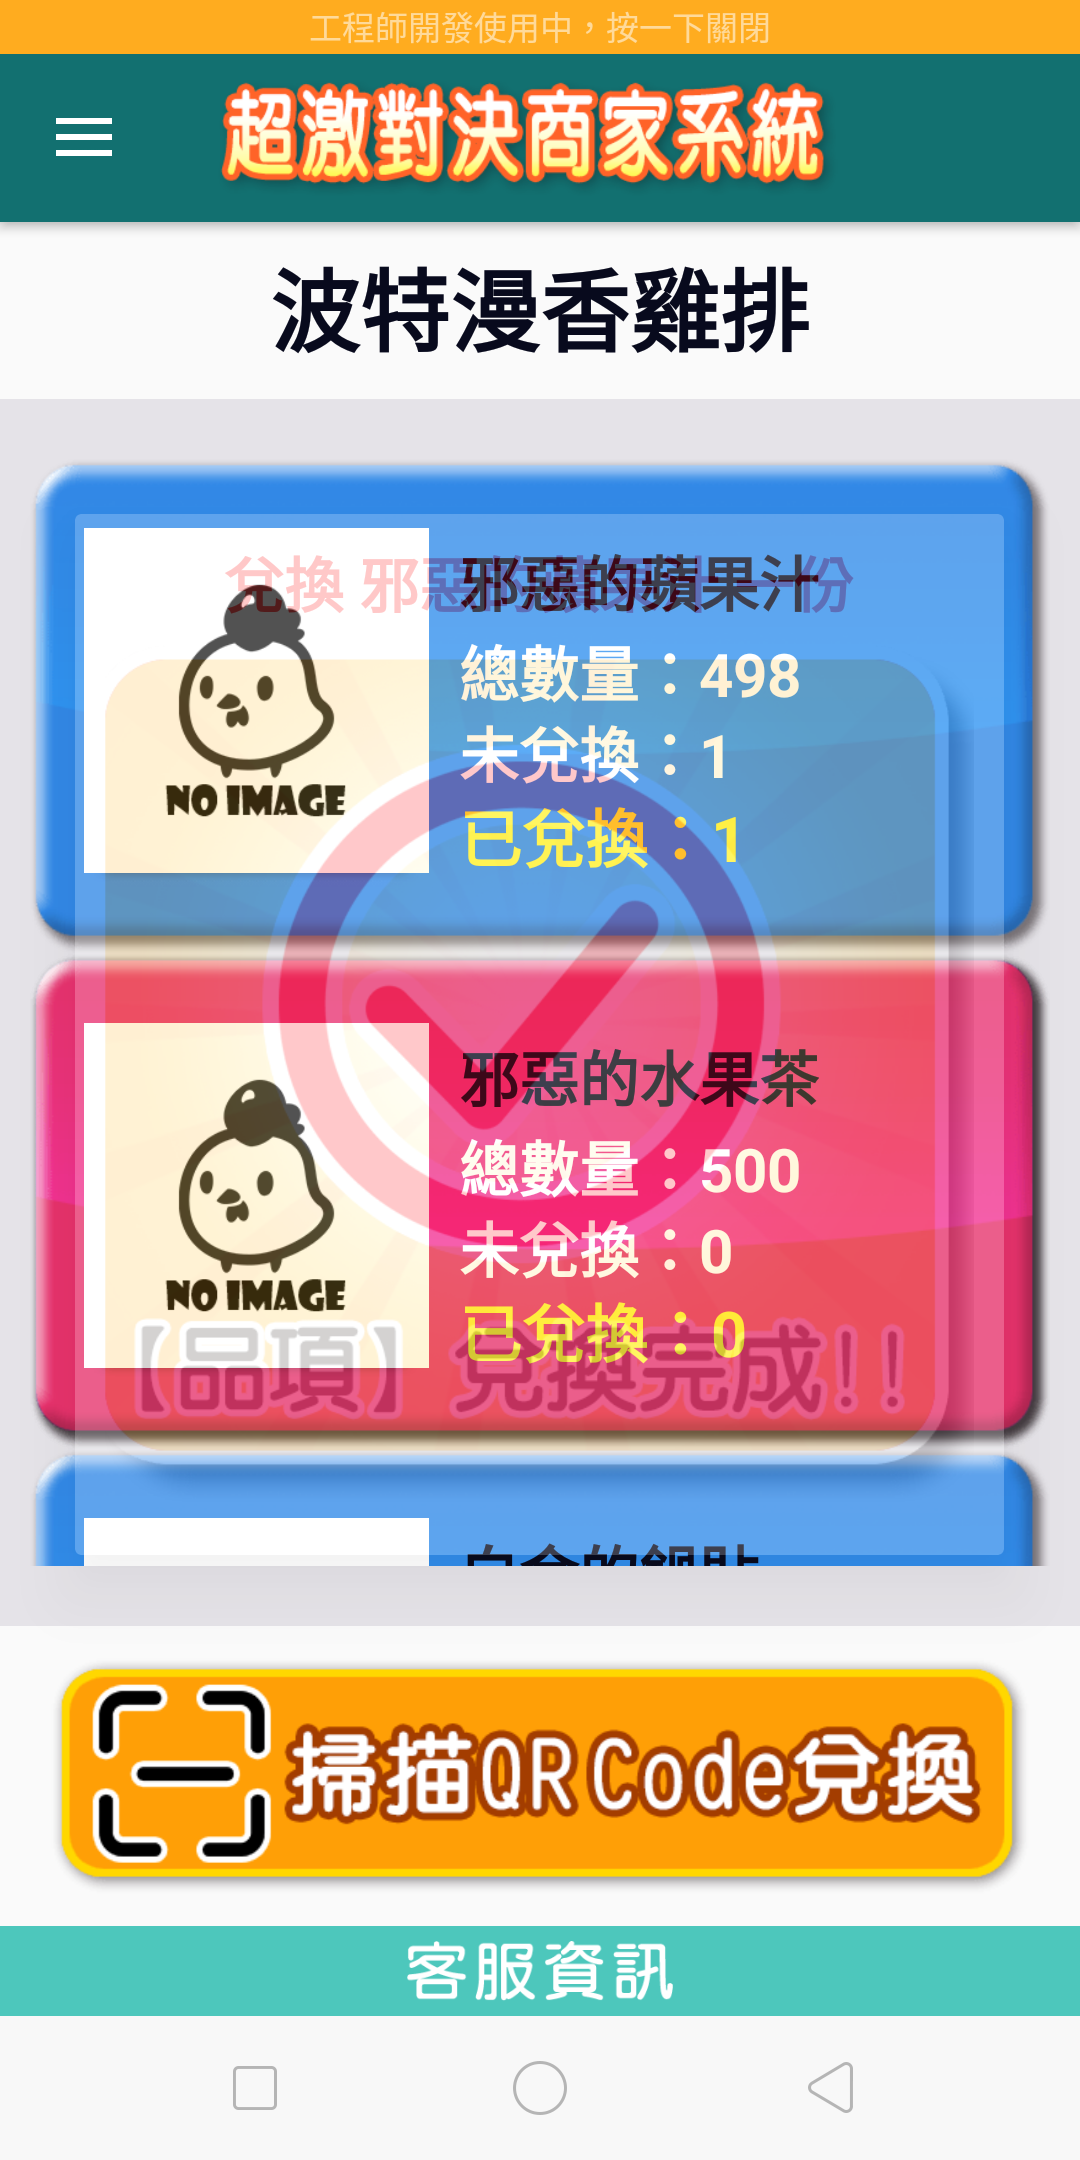 工程師開發使用中，按一下關閉
超激對決商家系統
波特漫香雞排
兌換 邪惡的蘋果汁一份
邪惡的蘋果汁
總數量：498
未兌換：1
已兌換：1
NO IMAGE
邪惡的水果茶
總數量：500
未兌換：0
已兌換：0
NO IMAGE
【品項】兌換完成!!
掃描QR Code兌換
客服資訊